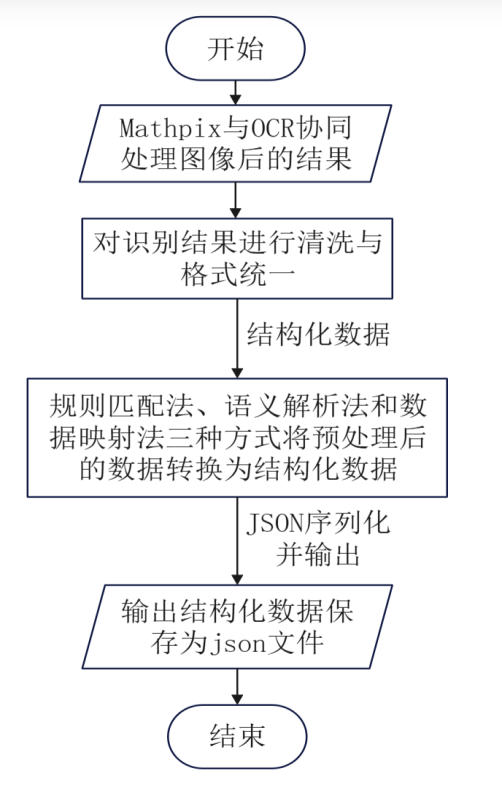 开始
Mathpix与OCR协同
处理图像后的结果
对识别结果进行清洗与
格式统一
结构化数据
规则匹配法、语义解析法和数
据映射法三种方式将预处理后
的数据转换为结构化数据
JSON序列化
并输出
输出结构化数据保
存为json文件
结束